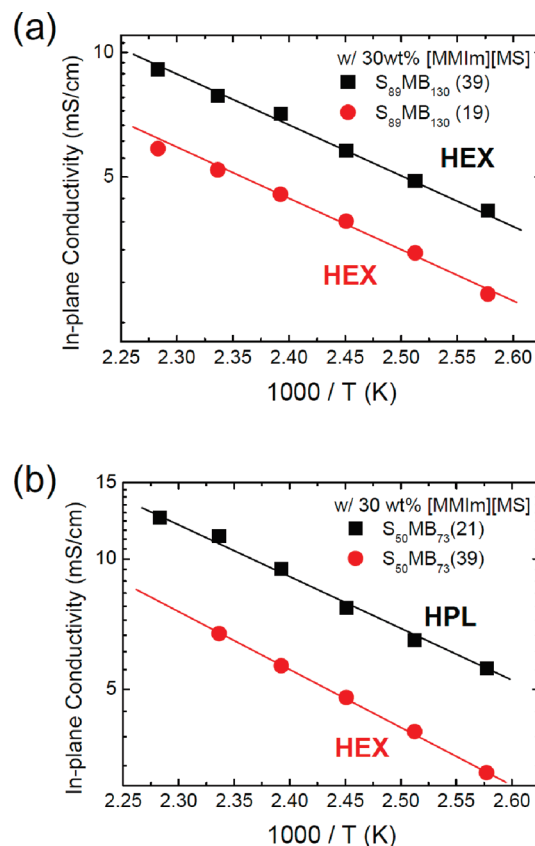 (a)
10
5
In-plane Conductivity (mS/cm)
w/ 30wt% [MMIm][MS]
S₈₉MB₁₃₀ (39)
S₈₉MB₁₃₀ (19)
HEX
HEX
2.25 2.30 2.35 2.40 2.45 2.50 2.55 2.60
1000 / T (K)
(b)
15
10
5
In-plane Conductivity (mS/cm)
w/ 30 wt% [MMIm][MS]
S₅₀MB₇₃(21)
S₅₀MB₇₃(39)
HPL
HEX
2.25 2.30 2.35 2.40 2.45 2.50 2.55 2.60
1000 / T (K)